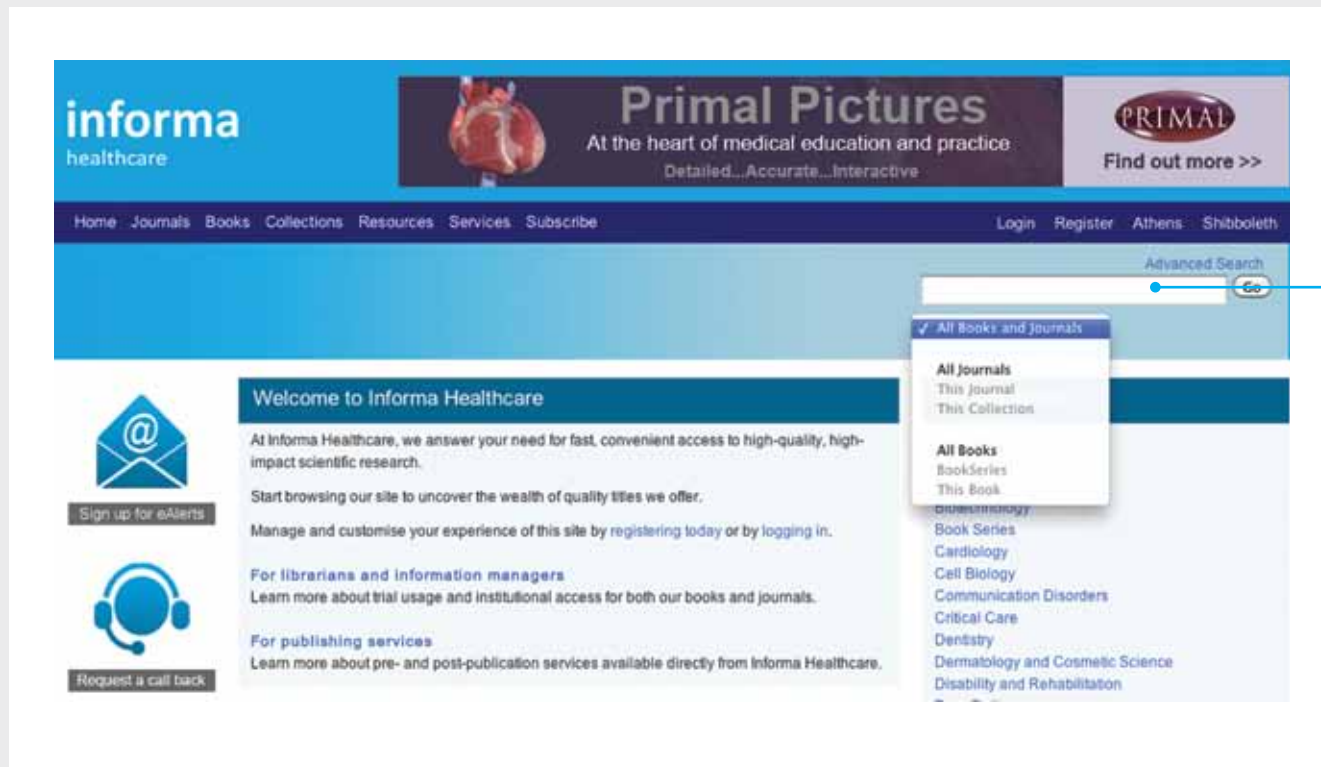 informa
healthcare
Primal Pictures
At the heart of medical education and practice
Detailed...Accurate...Interactive
PRIMAL
Find out more >>
Home Journals Books Collections Resources Services Subscribe
Login Register Athens Shibboleth
Advanced Search
Go
✓ All Books and Journals
All Journals
This Journal
This Collection
All Books
BookSeries
This Book
@
Sign up for eAlerts
Request a call back
Welcome to Informa Healthcare
At Informa Healthcare, we answer your need for fast, convenient access to high-quality, high-
impact scientific research.
Start browsing our site to uncover the wealth of quality titles we offer.
Manage and customise your experience of this site by registering today or by logging in.
For librarians and information managers
Learn more about trial usage and institutional access for both our books and journals.
For publishing services
Learn more about pre- and post-publication services available directly from Informa Healthcare.
Biotechnology
Book Series
Cardiology
Cell Biology
Communication Disorders
Critical Care
Dentistry
Dermatology and Cosmetic Science
Disability and Rehabilitation